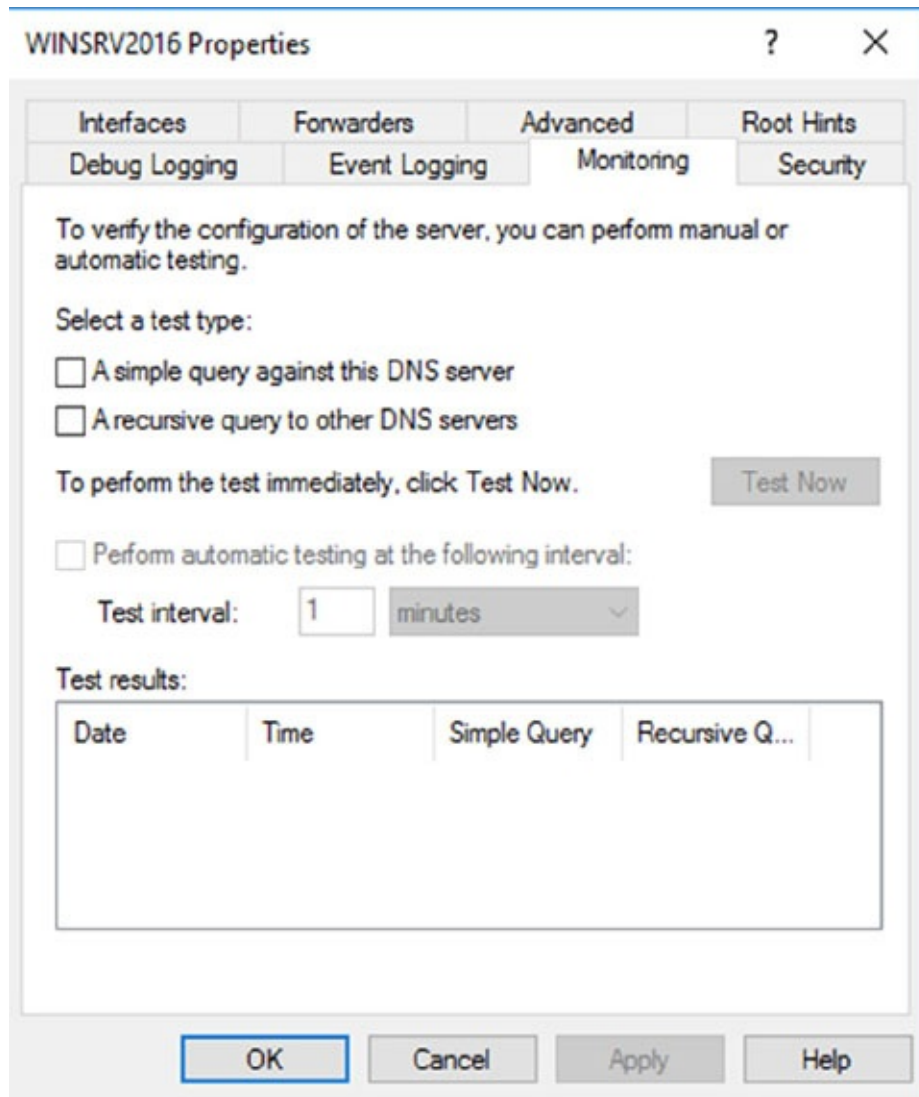 WINSRV2016 Properties ? X
Interfaces Forwarders Advanced Root Hints
Debug Logging Event Logging Monitoring Security
To verify the configuration of the server, you can perform manual or
automatic testing.
Select a test type:
A simple query against this DNS server
A recursive query to other DNS servers
To perform the test immediately, click Test Now. Test Now
Perform automatic testing at the following interval:
Test interval: 1 minutes
Test results:
Date Time Simple Query Recursive Q...
OK Cancel Apply Help